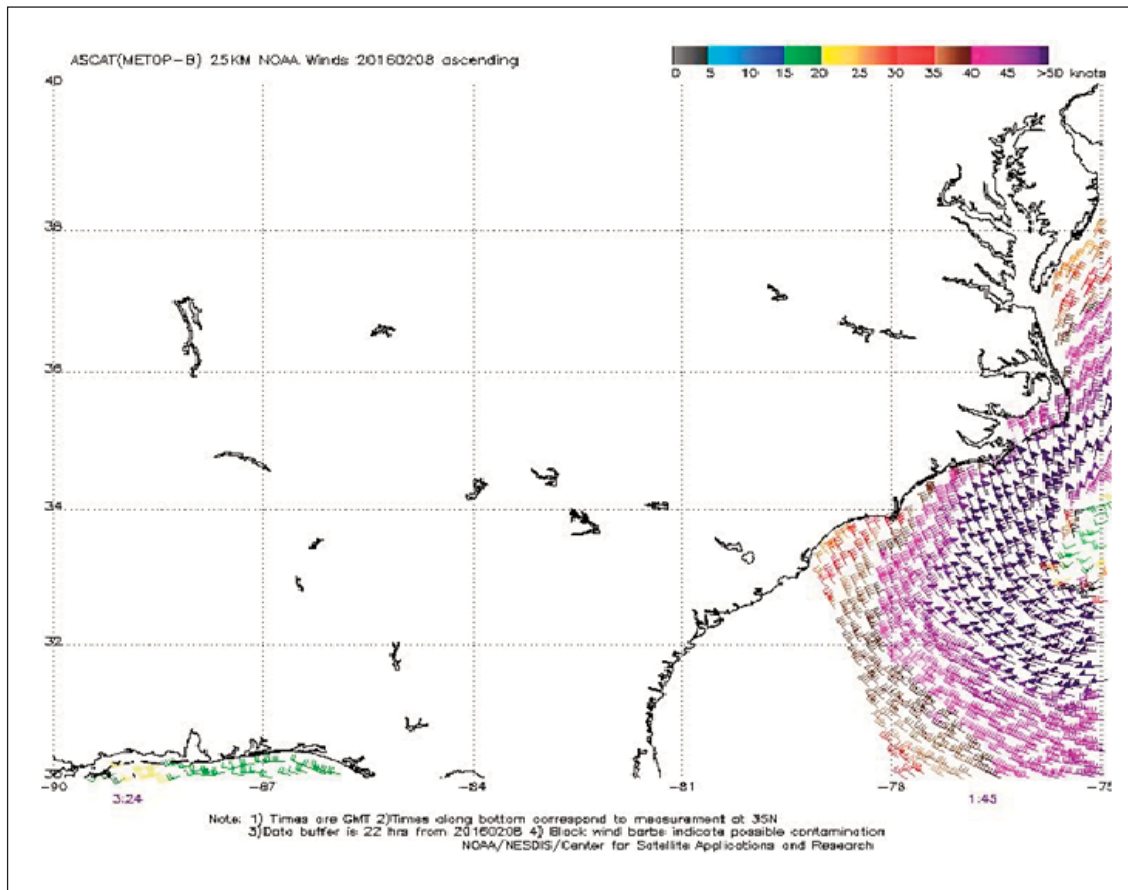 ASCAT(METOP-B) 25KM NOAA Winds 20160208 ascending
0 5 10 15 20 25 30 35 40 45 >50 knots
40
38
36
34
32
30
-90 -87 -84 -81 -78 -75
3:24 1:45
Note: 1) Times are GMT 2)Times along bottom correspond to measurement at 35N
3)Data buffer is 22 hrs from 20160208 4) Black wind barbs indicate possible contamination
NOAA/NESDIS/Center for Satellite Applications and Research